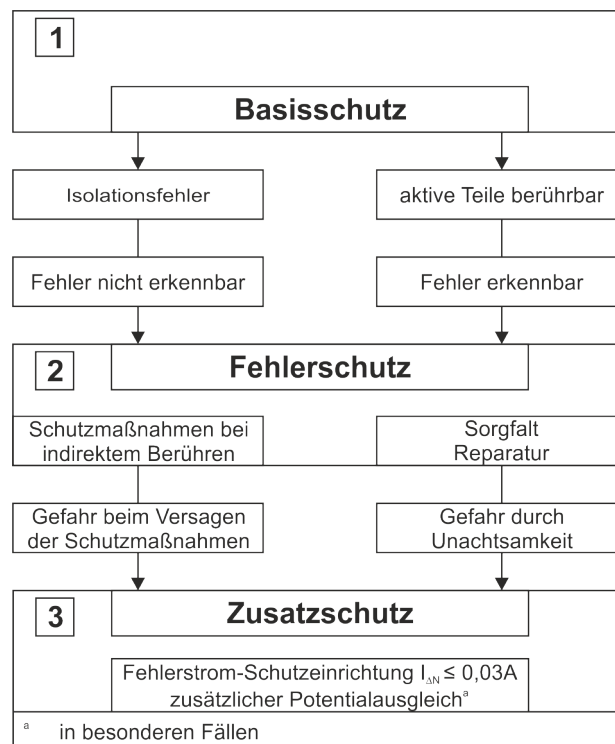 1
Basisschutz
Isolationsfehler
aktive Teile berührbar
Fehler nicht erkennbar
Fehler erkennbar
2
Fehlerschutz
Schutzmaßnahmen bei
indirektem Berühren
Sorgfalt
Reparatur
Gefahr beim Versagen
der Schutzmaßnahmen
Gefahr durch
Unachtsamkeit
3
Zusatzschutz
Fehlerstrom-Schutzeinrichtung I∆N ≤ 0,03A
zusätzlicher Potentialausgleichª
ª in besonderen Fällen